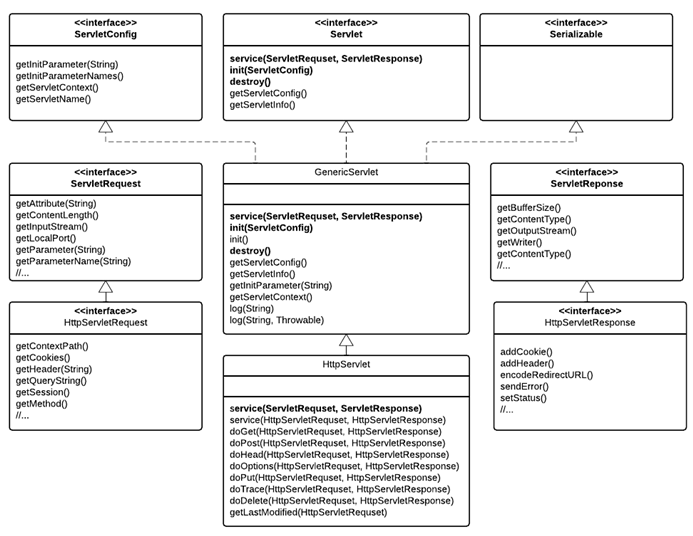 <<interface>>
ServletConfig
getInitParameter(String)
getInitParameterNames()
getServletContext()
getServletName()
<<interface>>
Servlet
service(ServletRequset, ServletResponse)
init(ServletConfig)
destroy()
getServletConfig()
getServletInfo()
<<interface>>
Serializable
<<interface>>
ServletRequest
getAttribute(String)
getContentLength()
getInputStream()
getLocalPort()
getParameter(String)
getParameterName(String)
//...
GenericServlet
service(ServletRequset, ServletResponse)
init(ServletConfig)
init()
destroy()
getServletConfig()
getServletInfo()
getInitParameter(String)
getServletContext()
log(String)
log(String, Throwable)
<<interface>>
ServletReponse
getBufferSize()
getContentType()
getOutputStream()
getWriter()
getContentType()
//...
<<interface>>
HttpServletRequest
getContextPath()
getCookies()
getHeader(String)
getQueryString()
getSession()
getMethod()
//...
HttpServlet
service(ServletRequset, ServletResponse)
service(HttpServletRequset, HttpServletResponse)
doGet(HttpServletRequset, HttpServletResponse)
doPost(HttpServletRequset, HttpServletResponse)
doHead(HttpServletRequset, HttpServletResponse)
doOptions(HttpServletRequset, HttpServletResponse)
doPut(HttpServletRequset, HttpServletResponse)
doTrace(HttpServletRequset, HttpServletResponse)
doDelete(HttpServletRequset, HttpServletResponse)
getLastModified(HttpServletRequset)
<<interface>>
HttpServletResponse
addCookie()
addHeader()
encodeRedirectURL()
sendError()
setStatus()
//...